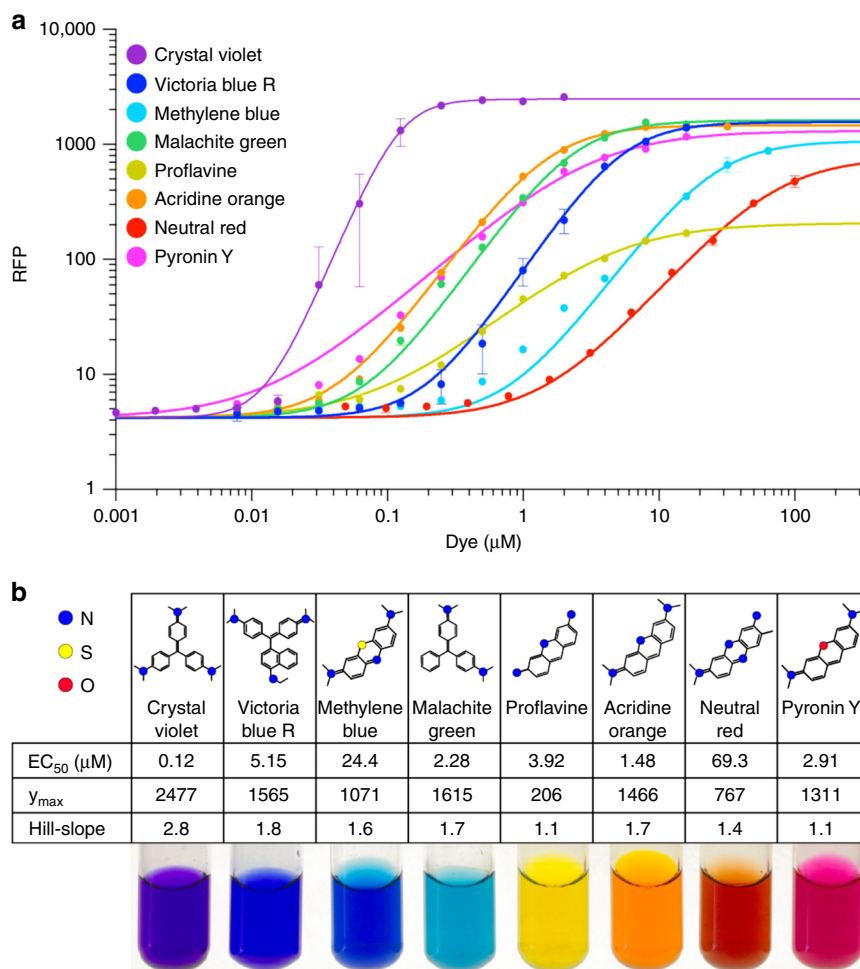 a
10,000
1000
100
10
1
RFP
Crystal violet
Victoria blue R
Methylene blue
Malachite green
Proflavine
Acridine orange
Neutral red
Pyronin Y
0.001 0.01 0.1 1 10 100
Dye (μM)
b
N
S
O
Crystal violet
Victoria blue R
Methylene blue
Malachite green
Proflavine
Acridine orange
Neutral red
Pyronin Y
EC50 (μM) 0.12 5.15 24.4 2.28 3.92 1.48 69.3 2.91
ymax 2477 1565 1071 1615 206 1466 767 1311
Hill-slope 2.8 1.8 1.6 1.7 1.1 1.7 1.4 1.1